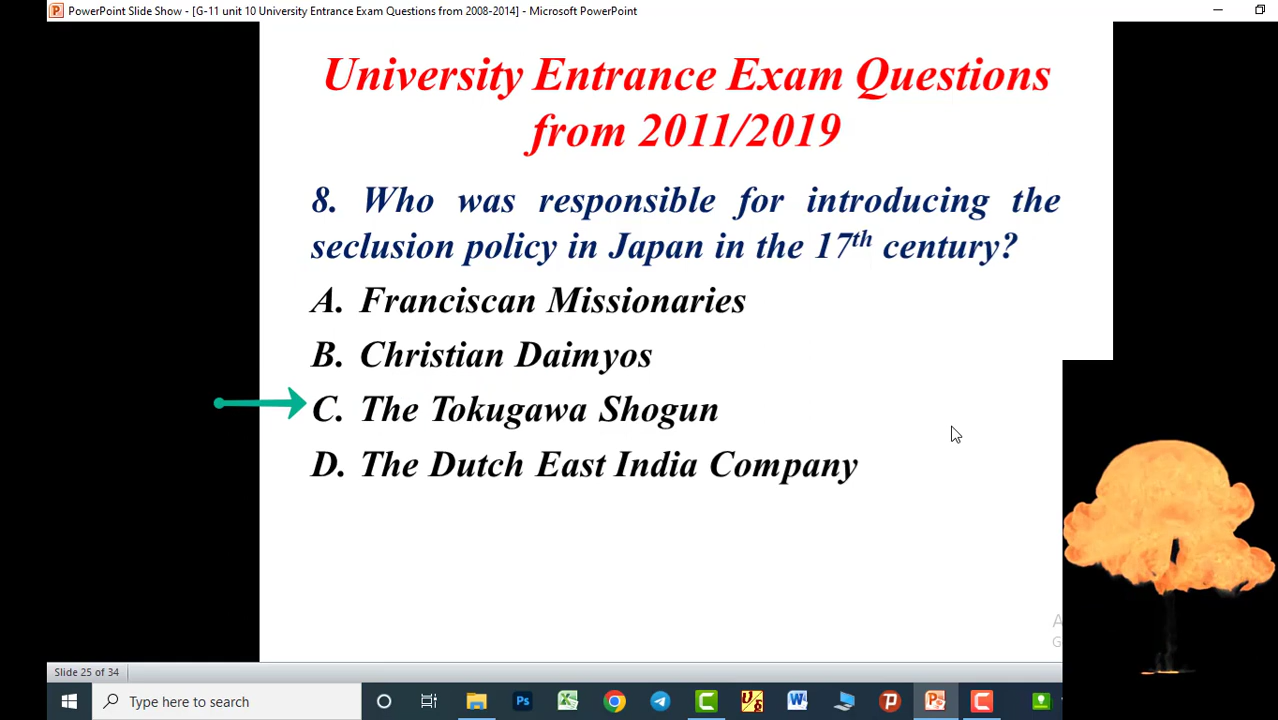 PowerPoint Slide Show - [G-11 unit 10 University Entrance Exam Questions from 2008-2014] - Microsoft PowerPoint
University Entrance Exam Questions
from 2011/2019
8. Who was responsible for introducing the
seclusion policy in Japan in the 17th century?
A. Franciscan Missionaries
B. Christian Daimyos
C. The Tokugawa Shogun
D. The Dutch East India Company
Slide 25 of 34
Type here to search